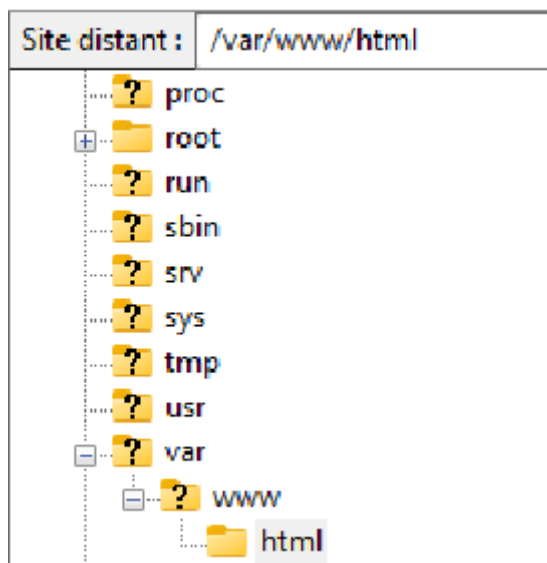 Site distant : /var/www/html
proc
root
run
sbin
srv
sys
tmp
usr
var
www
html